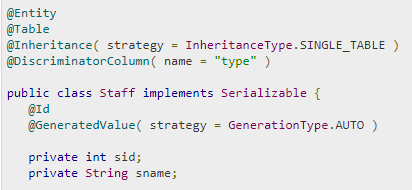 @Entity
@Table
@Inheritance( strategy = InheritanceType.SINGLE_TABLE )
@DiscriminatorColumn( name = "type" )
public class Staff implements Serializable {
@Id
@GeneratedValue( strategy = GenerationType.AUTO )
private int sid;
private String sname;